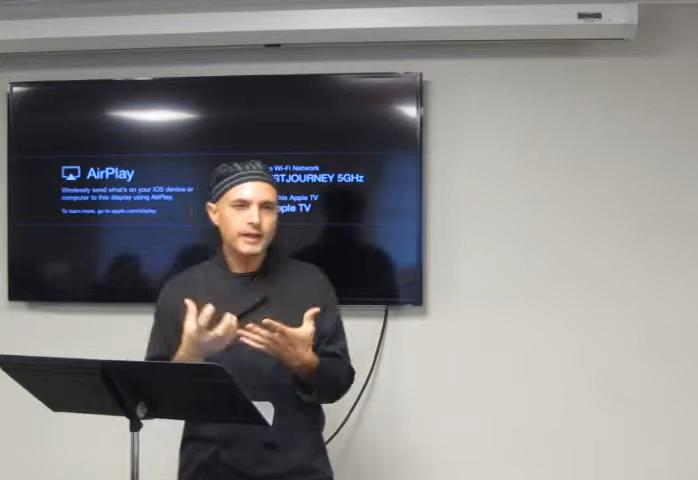 AirPlay
Wirelessly send what's on your iOS device or
computer to this display using AirPlay.
To learn more, go to apple.com/airplay.
Wi-Fi Network
STJOURNEY 5GHz
his Apple TV
pple TV